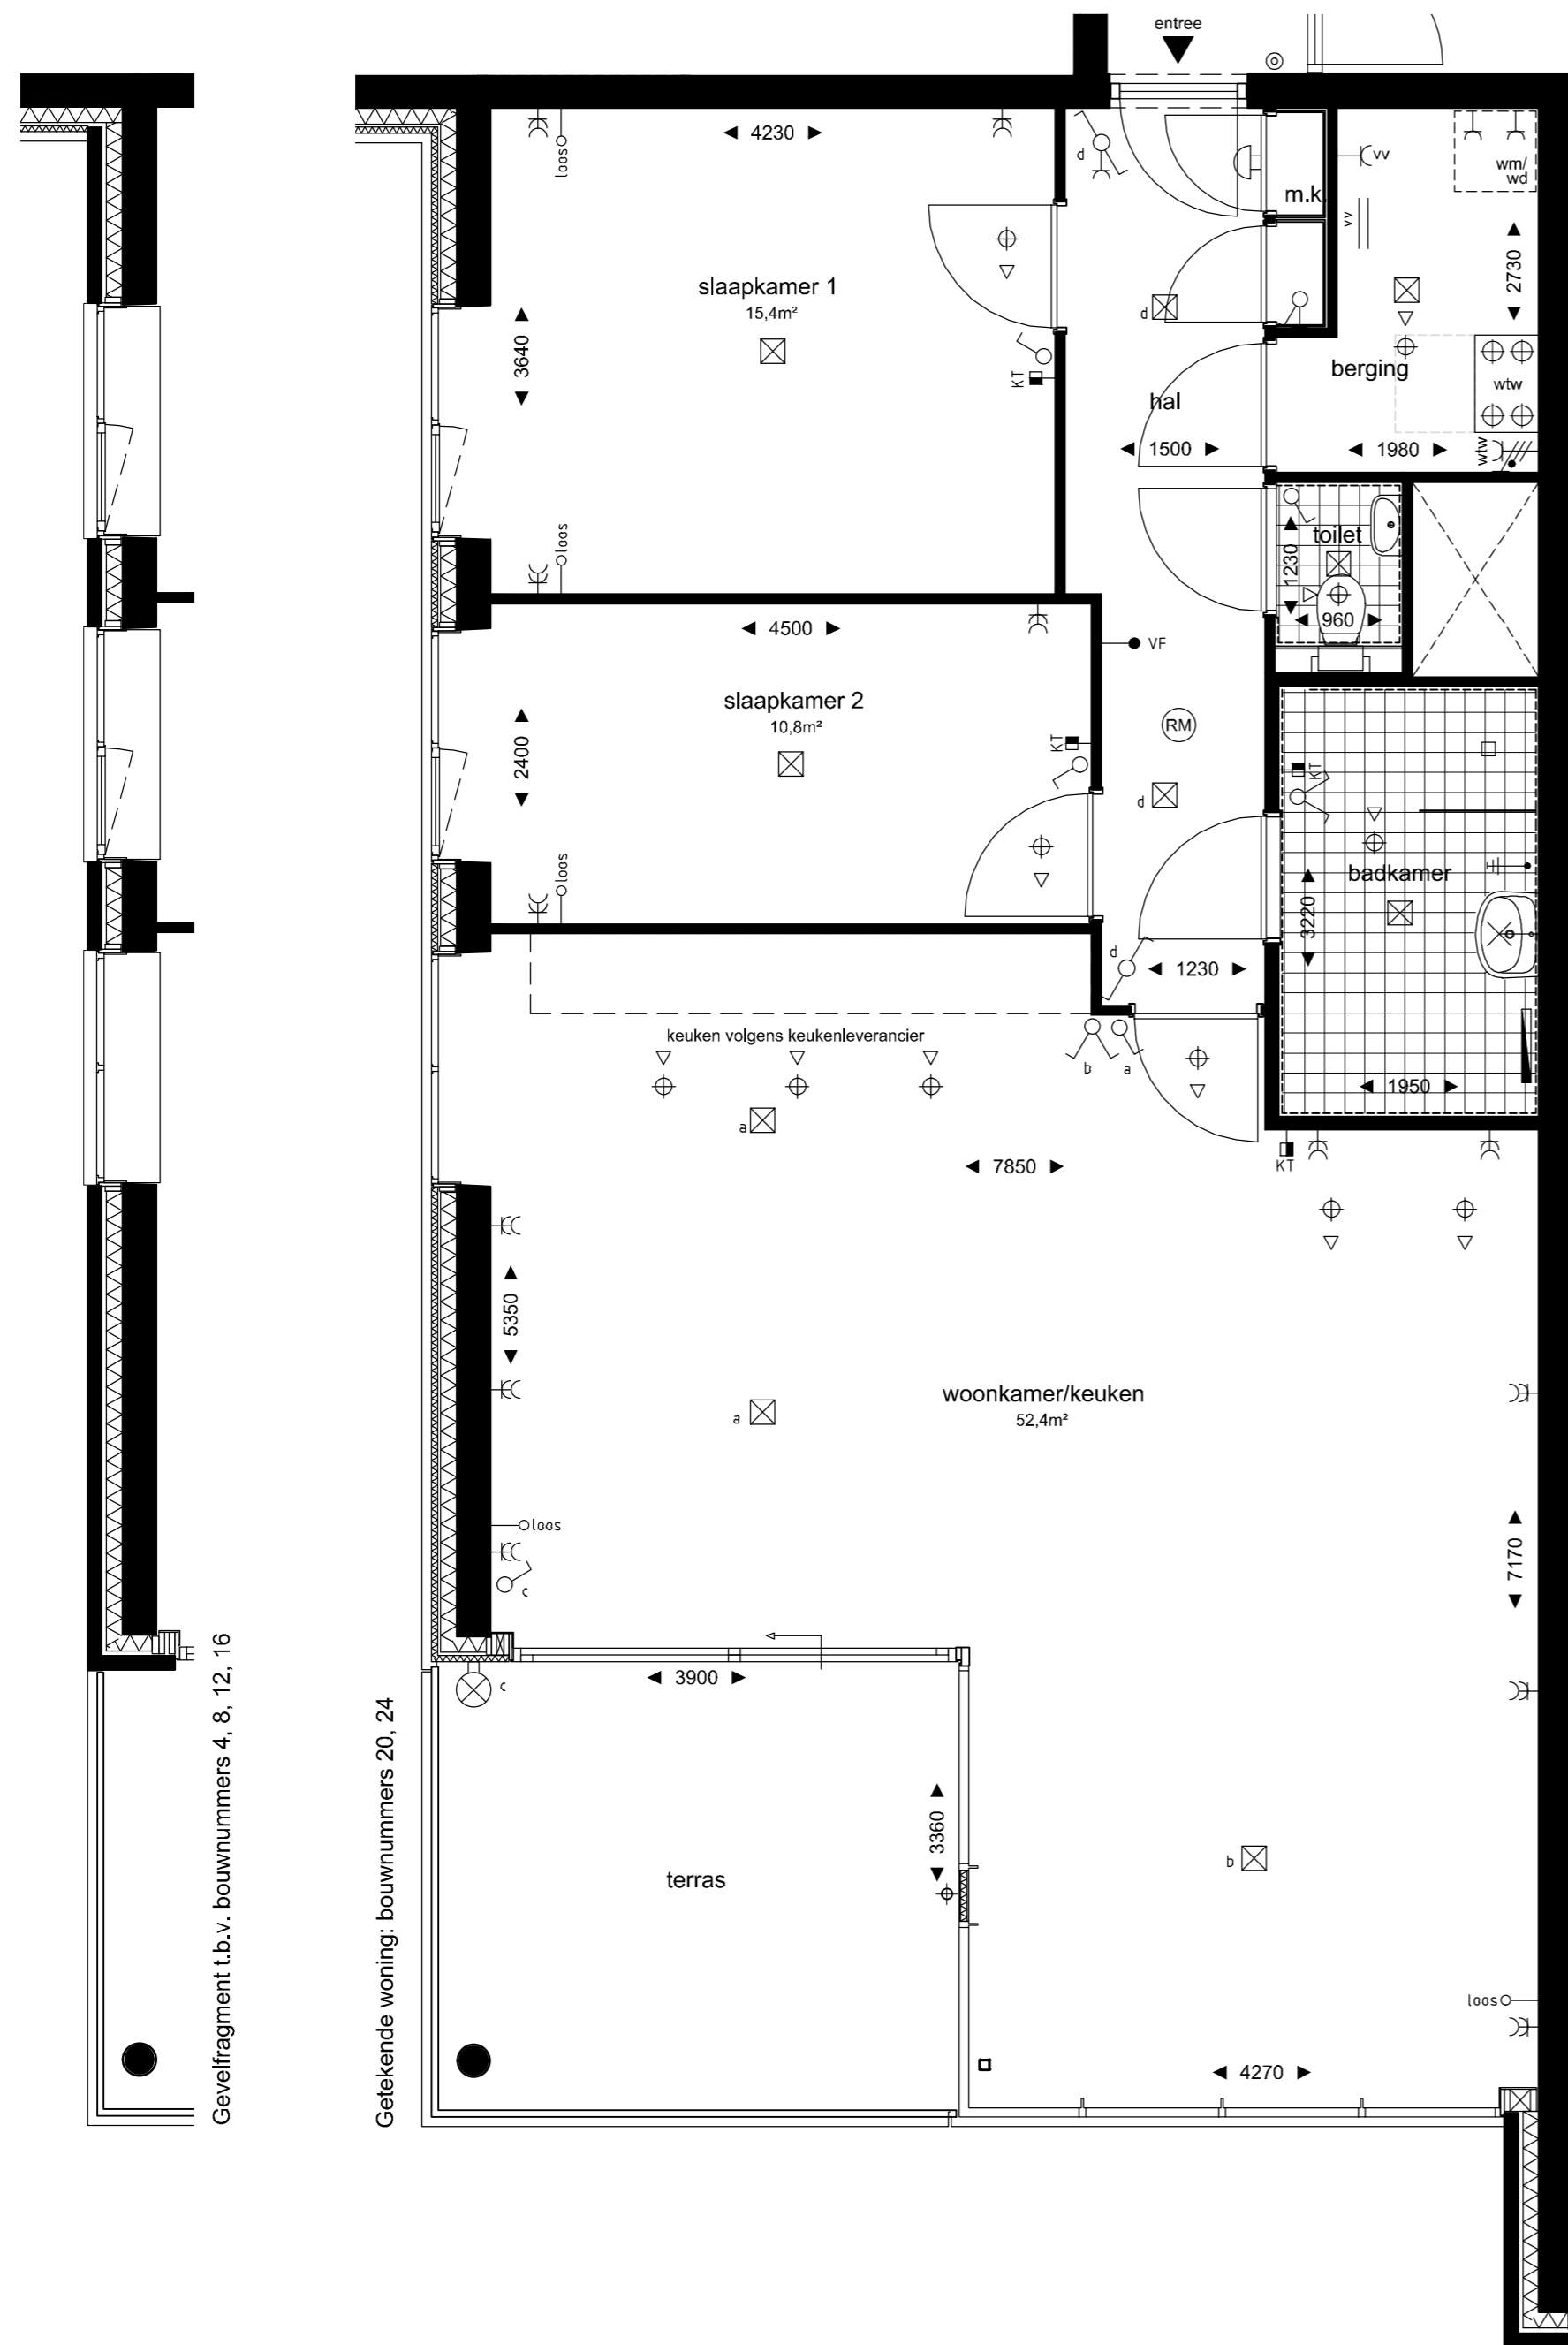 entree
4230
loos
d
m.k.
vv
wm/
wd
vv
2730
slaapkamer 1
15,4m²
3640
d
KT
berging
wtw
hal
1500
1980
wtw
loos
toilet
1230
960
4500
VF
slaapkamer 2
10,8m²
2400
KT
RM
d
KT
loos
badkamer
3220
d
1230
keuken volgens keukenleverancier
b
a
1950
a
7850
KT
5350
woonkamer/keuken
52,4m²
a
loos
c
7170
3900
c
Gevelfragment t.b.v. bouwnummers 4, 8, 12, 16
Getekende woning: bouwnummers 20, 24
3360
terras
b
loos
4270